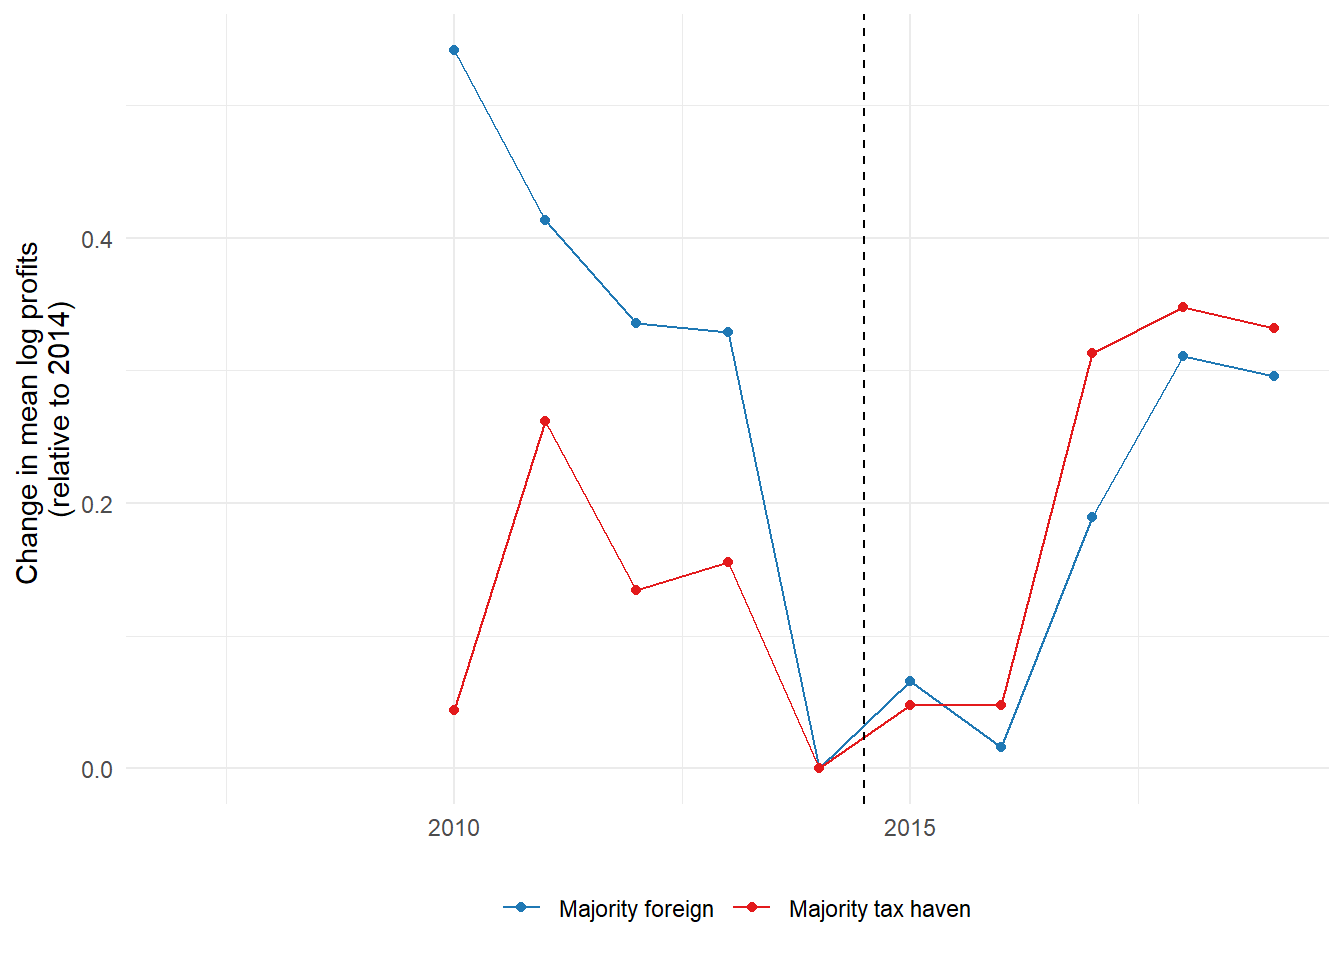 Change in mean log profits
(relative to 2014)
0.4
0.2
0.0
2010
2015
Majority foreign
Majority tax haven